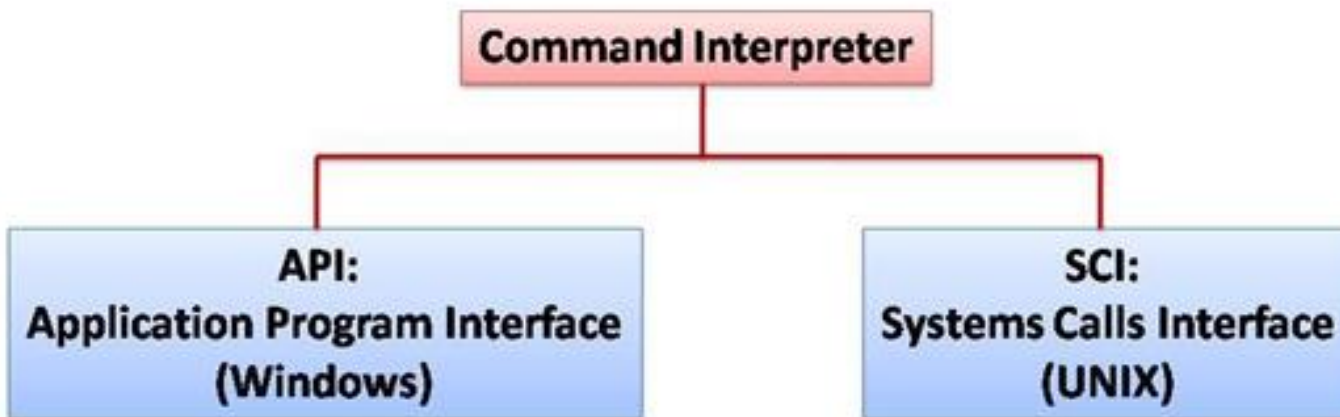 Command Interpreter
API:
Application Program Interface
(Windows)
SCI:
Systems Calls Interface
(UNIX)